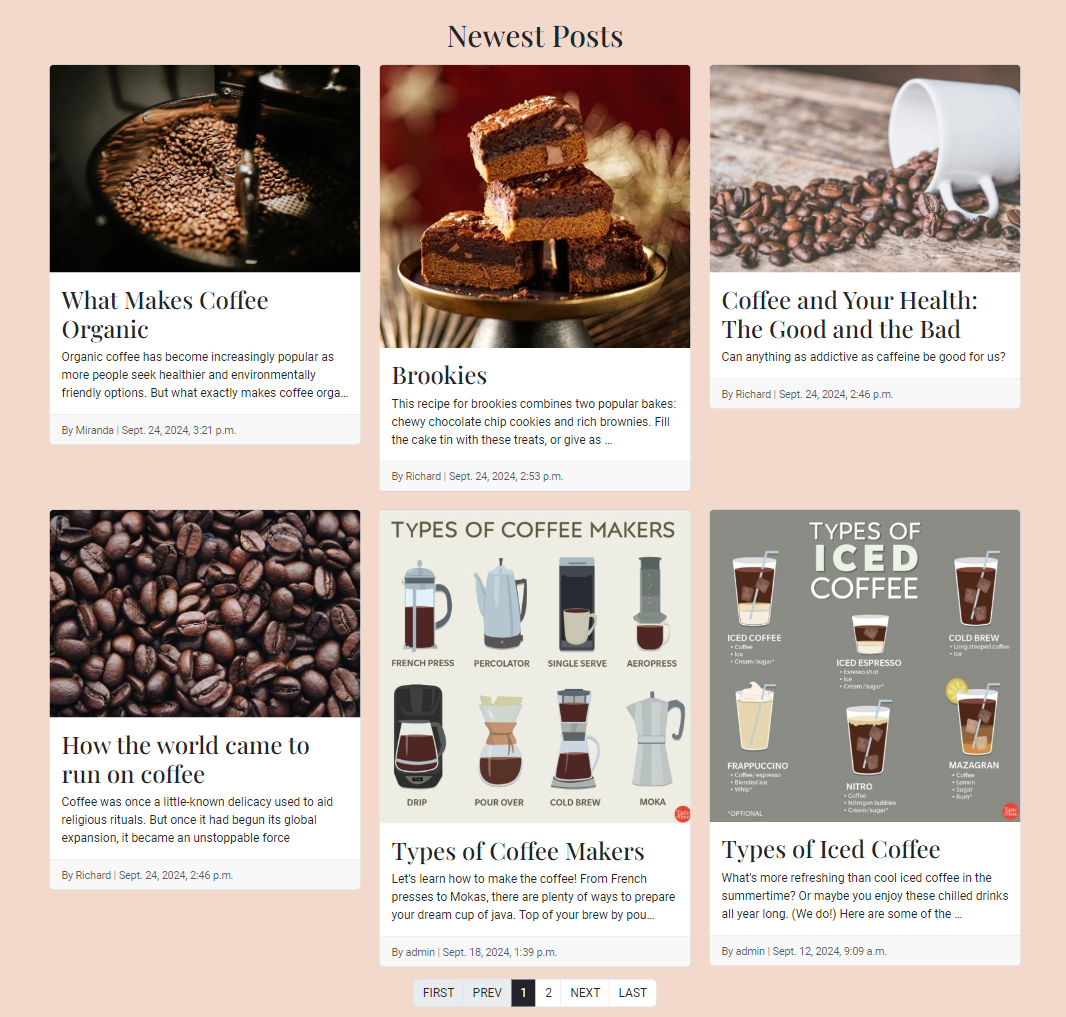 Newest Posts
What Makes Coffee
Organic
Organic coffee has become increasingly popular as
more people seek healthier and environmentally
friendly options. But what exactly makes coffee orga...
By Miranda | Sept. 24, 2024, 3:21 p.m.
Brookies
This recipe for brookies combines two popular bakes:
chewy chocolate chip cookies and rich brownies. Fill
the cake tin with these treats, or give as ...
By Richard | Sept. 24, 2024, 2:53 p.m.
Coffee and Your Health:
The Good and the Bad
Can anything as addictive as caffeine be good for us?
By Richard | Sept. 24, 2024, 2:46 p.m.
How the world came to
run on coffee
Coffee was once a little-known delicacy used to aid
religious rituals. But once it had begun its global
expansion, it became an unstoppable force
By Richard | Sept. 24, 2024, 2:46 p.m.
TYPES OF COFFEE MAKERS
FRENCH PRESS
PERCOLATOR
SINGLE SERVE
AEROPRESS
DRIP
POUR OVER
COLD BREW
MOKA
Types of Coffee Makers
Let's learn how to make the coffee! From French
presses to Mokas, there are plenty of ways to prepare
your dream cup of java. Top of your brew by pou...
By admin | Sept. 18, 2024, 1:39 p.m.
TYPES OF
ICED
COFFEE
ICED COFFEE
• Coffee
• Ice
• Cream/sugar*
ICED ESPRESSO
• Espresso shot
• Ice
• Cream/sugar*
COLD BREW
• Long steeped coffee
• Ice
FRAPPUCCINO
• Coffee/espresso
• Blended ice
• Whip*
NITRO
• Coffee
• Nitrogen bubbles
• Cream/sugar*
MAZAGRAN
• Coffee
• Lemon
• Sugar
• Rum*
*OPTIONAL
Types of Iced Coffee
What's more refreshing than cool iced coffee in the
summertime? Or maybe you enjoy these chilled drinks
all year long. (We do!) Here are some of the ...
By admin | Sept. 12, 2024, 9:09 a.m.
FIRST PREV 1 2 NEXT LAST